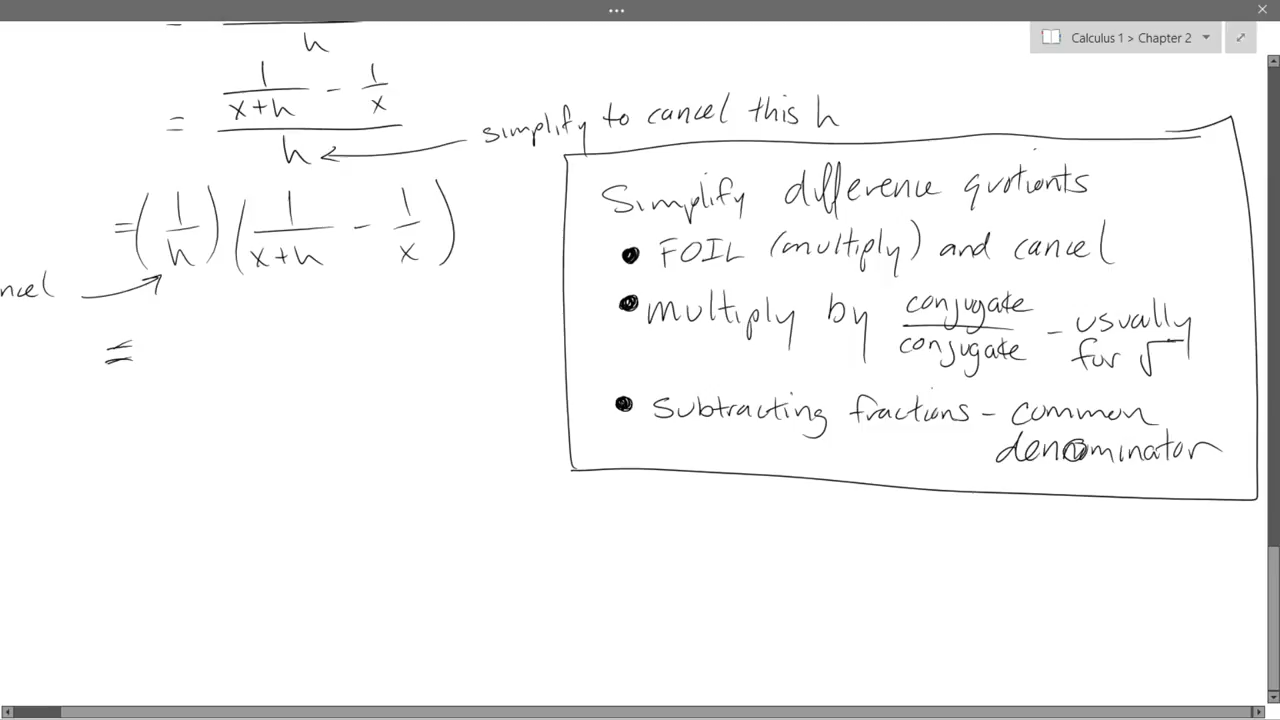 Calculus 1 > Chapter 2
h
= (1/(x+h) - 1/x)/h
simplify to cancel this h
= (1/h) (1/(x+h) - 1/x)
ncel
=
Simplify difference quotients
• FOIL (multiply) and cancel
• multiply by conjugate/conjugate - usually for √
• Subtracting fractions - common
denominator